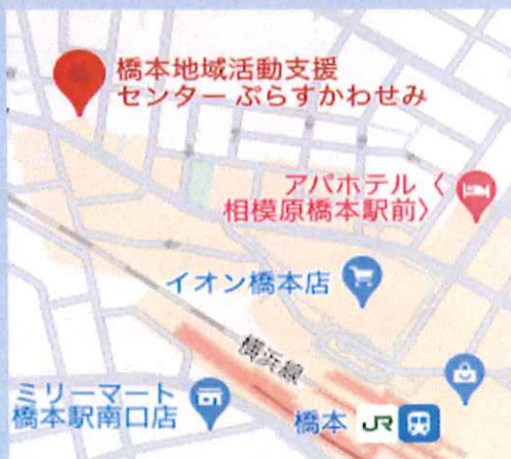 橋本地域活動支援
センター ぷらすかわせみ
アパホテル〈
相模原橋本駅前〉
イオン橋本店
横浜線
ミリーマート
橋本駅南口店
橋本 JR